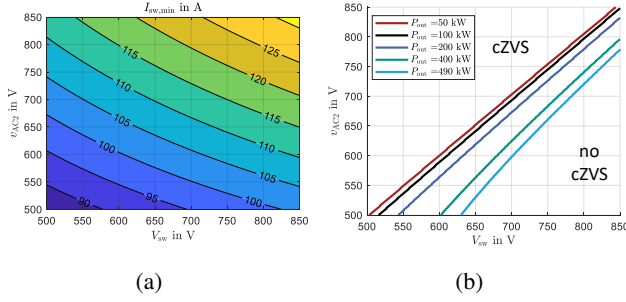 I_sw,min in A
850
800
750
700
650
600
550
500
v_AC2 in V
125
120
115
115
110
110
110
105
105
105
100
100
95
90
500 550 600 650 700 750 800 850
V_sw in V
(a)
850
800
750
700
650
600
550
500
v_AC2 in V
P_out =50 kW
P_out =100 kW
P_out =200 kW
P_out =400 kW
P_out =490 kW
cZVS
no
cZVS
500 550 600 650 700 750 800 850
V_sw in V
(b)